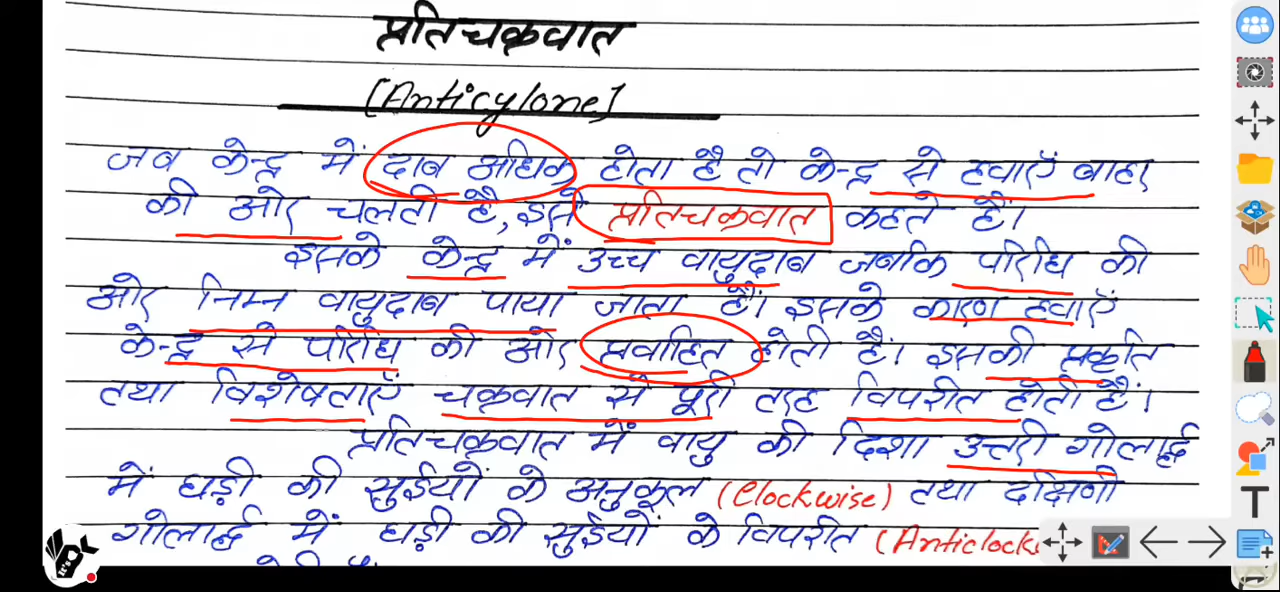 प्रतिचक्रवात
[Anticylone]
जब केन्द्र में दाब अधिक होता है तो केन्द्र से हवाएँ बाहर
की ओर चलती है, इसे प्रतिचक्रवात कहते हैं।
इसके केन्द्र में उच्च वायुदाब जबकि परिधि की
ओर निम्न वायुदाब पाया जाता है। इसके कारण हवाएँ
केन्द्र से परिधि की ओर प्रवाहित होती है। इसकी प्रकृति
तथा विशेषताएँ चक्रवात से पूरी तरह विपरीत होती है।
प्रतिचक्रवात में वायु की दिशा उत्तरी गोलार्द्ध
में घड़ी की सुईयों के अनुकूल (Clockwise) तथा दक्षिणी
गोलार्द्ध में घड़ी की सुईयों के विपरीत (Anticlock